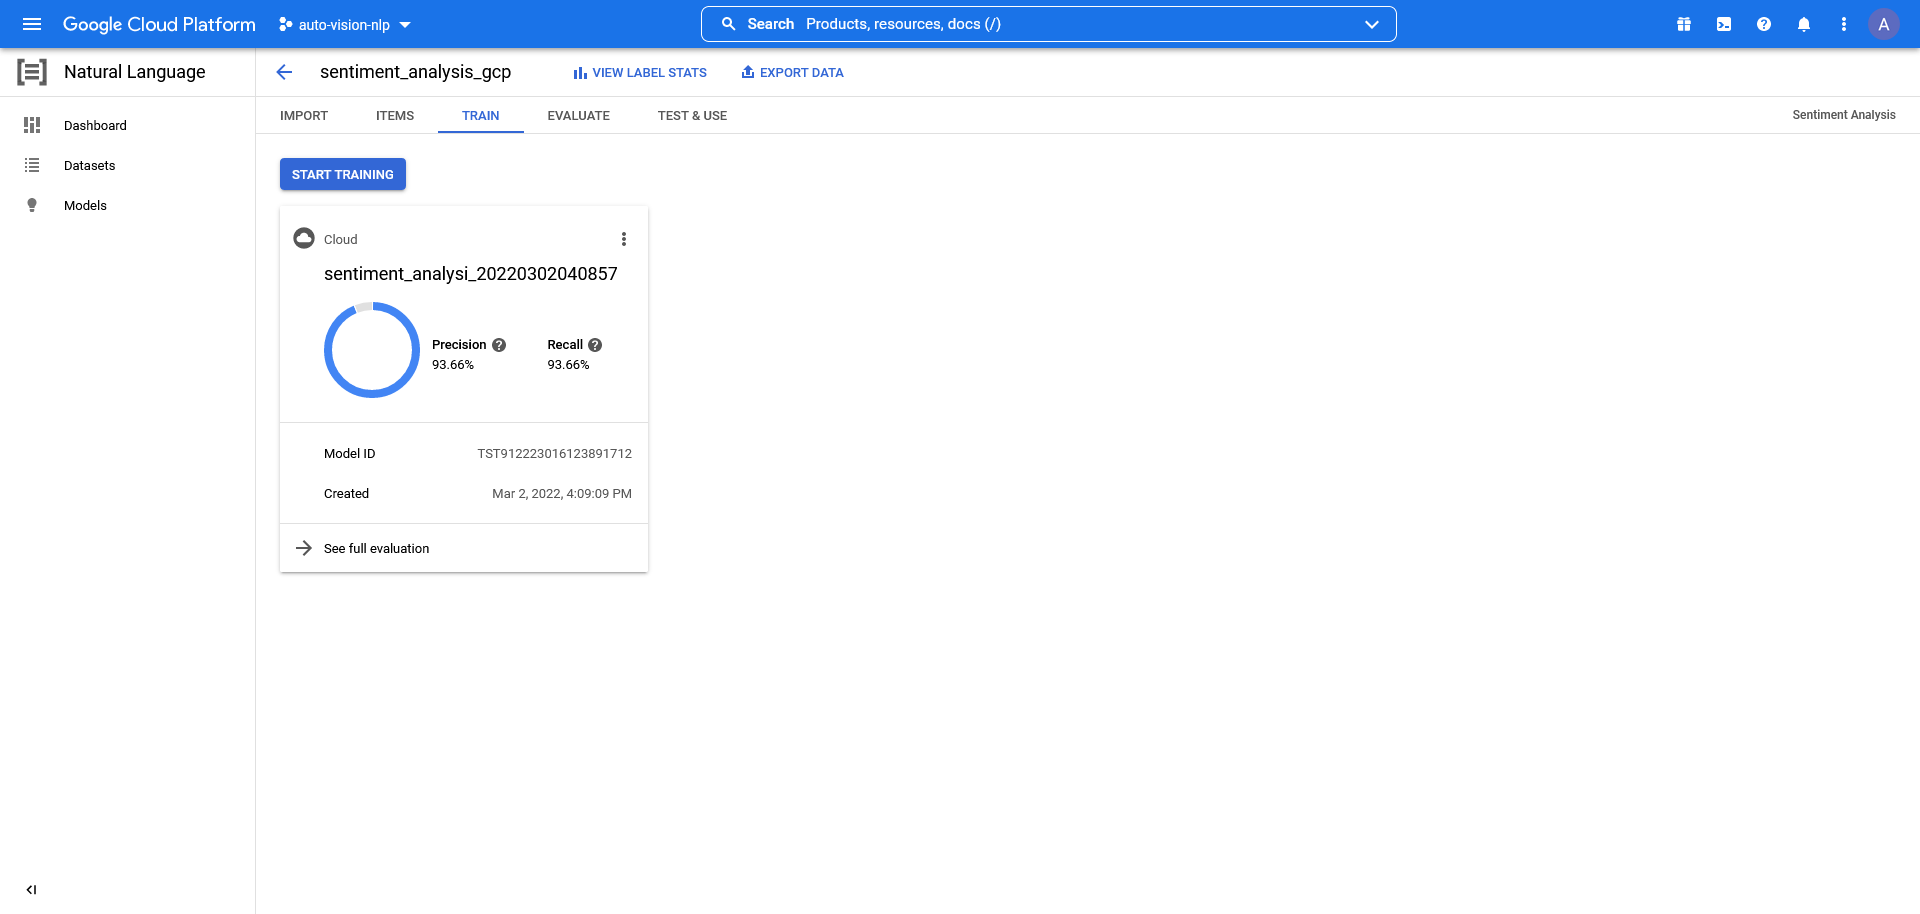 Google Cloud Platform
auto-vision-nlp
Search Products, resources, docs (/)
A
Natural Language
sentiment_analysis_gcp
VIEW LABEL STATS
EXPORT DATA
Dashboard
Datasets
Models
IMPORT
ITEMS
TRAIN
EVALUATE
TEST & USE
Sentiment Analysis
START TRAINING
Cloud
sentiment_analysi_20220302040857
Precision
93.66%
Recall
93.66%
Model ID
TST912223016123891712
Created
Mar 2, 2022, 4:09:09 PM
See full evaluation